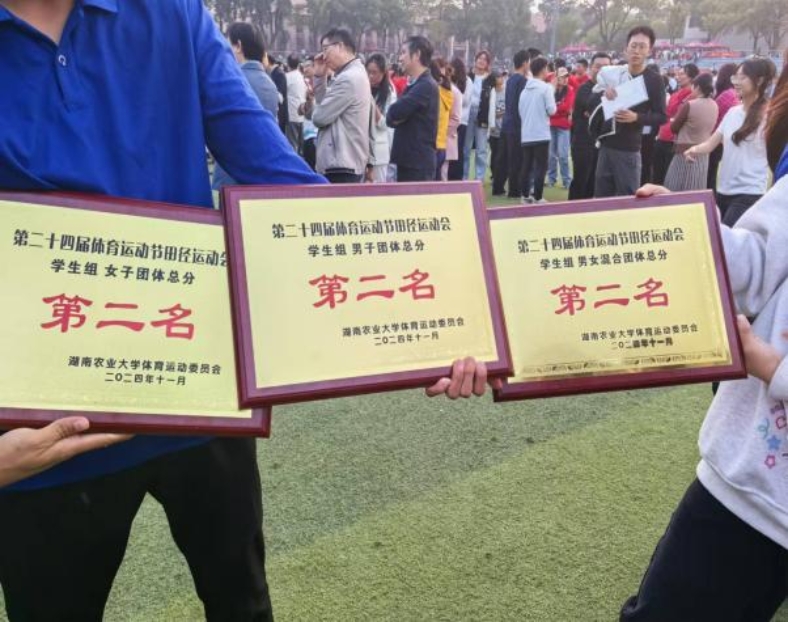 第二十四届体育运动节田径运动会
学生组 女子团体总分
第二名
湖南农业大学体育运动委员会
二〇二四年十一月
第二十四届体育运动节田径运动会
学生组 男子团体总分
第二名
湖南农业大学体育运动委员会
二〇二四年十一月
第二十四届体育运动节田径运动会
学生组 男女混合团体总分
第二名
湖南农业大学体育运动委员会
二〇二四年十一月